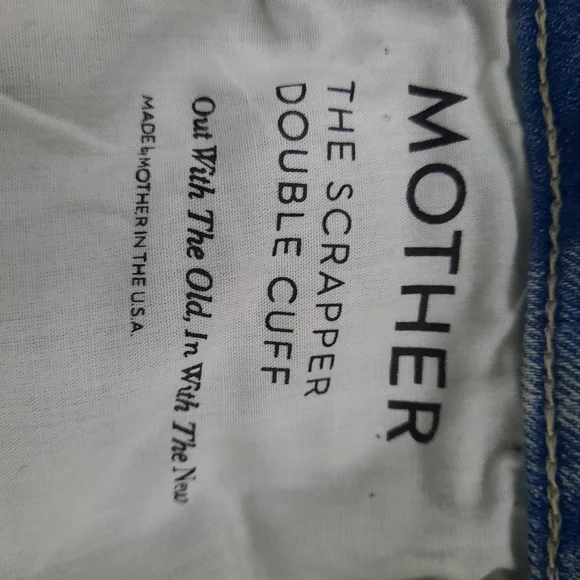 MOTHER
THE SCRAPPER
DOUBLE CUFF
Out With The Old, In With The New
MADE by MOTHER IN THE U.S.A.